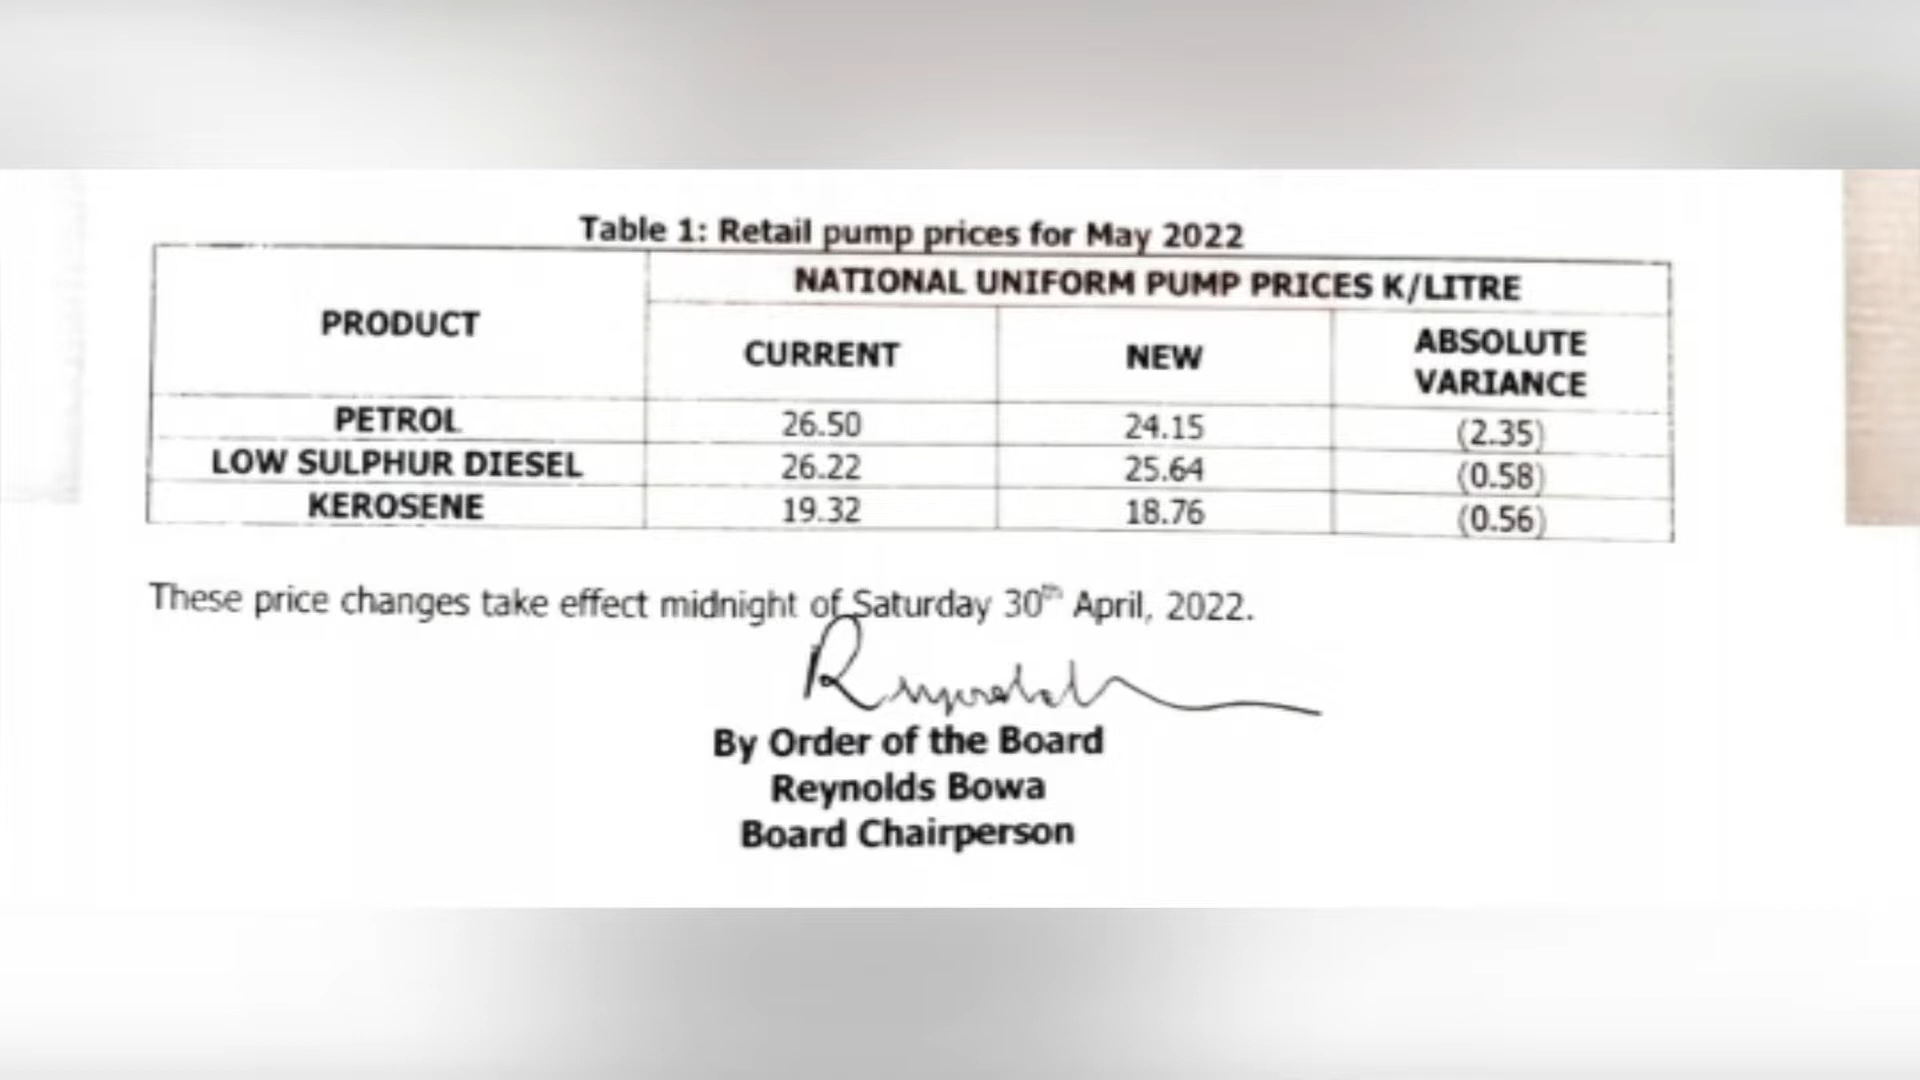 Table 1: Retail pump prices for May 2022
PRODUCT
NATIONAL UNIFORM PUMP PRICES K/LITRE
CURRENT NEW ABSOLUTE VARIANCE
PETROL 26.50 24.15 (2.35)
LOW SULPHUR DIESEL 26.22 25.64 (0.58)
KEROSENE 19.32 18.76 (0.56)
These price changes take effect midnight of Saturday 30th April, 2022.
By Order of the Board
Reynolds Bowa
Board Chairperson